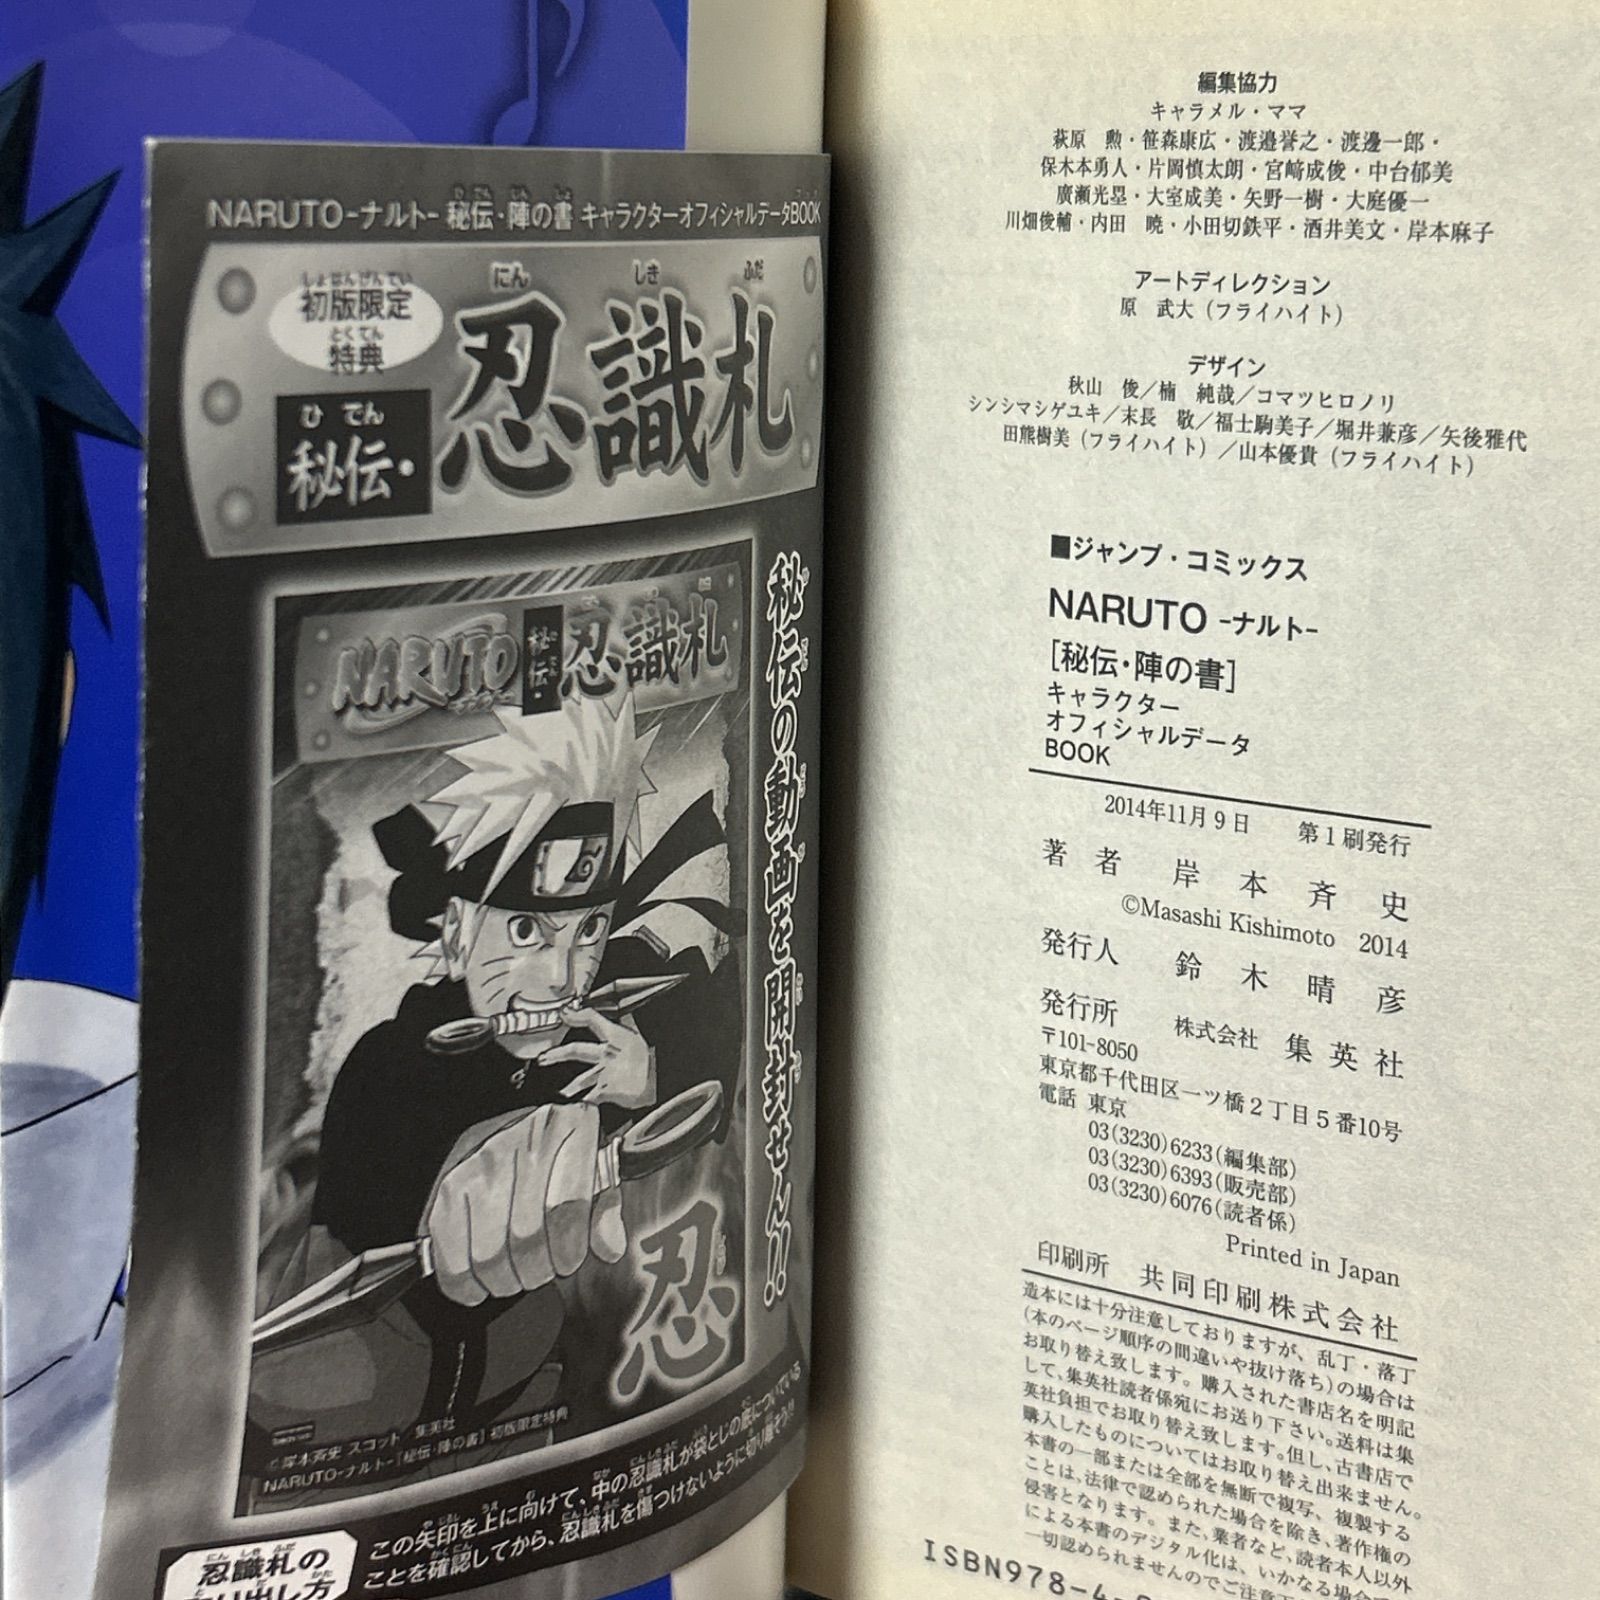 NARUTO-ナルト- 秘伝・陣の書 キャラクターオフィシャルデータBOOK
初版限定
特典
秘伝・
忍識札
NARUTO
秘伝・
忍識札
秘伝の動画を開封せん!!
忍
©岸本斉史 スコット/集英社
NARUTO-ナルト-[秘伝・陣の書] 初版限定特典
この矢印を上に向けて、中の忍識札が袋とじの底についている
ことを確認してから、忍識札を傷つけないように切り離そう!!
忍識札の
編集協力
キャラメル・ママ
萩原 勲・笹森康広・渡邉誉之・渡邊一郎・
保木本勇人・片岡慎太朗・宮﨑成俊・中台郁美
廣瀬光塁・大室成美・矢野一樹・大庭優一
川畑俊輔・内田 暁・小田切鉄平・酒井美文・岸本麻子
アートディレクション
原 武大(フライハイト)
デザイン
秋山 俊/楠 純哉/コマツヒロノリ
シンシマシゲユキ/末長 敬/福士駒美子/堀井兼彦/矢後雅代
田熊樹美(フライハイト)/山本優貴(フライハイト)
■ジャンプ・コミックス
NARUTO -ナルト-
[秘伝・陣の書]
キャラクター
オフィシャルデータ
BOOK
2014年11月9日 第1刷発行
著者 岸本斉史
©Masashi Kishimoto 2014
発行人 鈴木晴彦
発行所 株式会社 集英社
〒101-8050
東京都千代田区一ツ橋2丁目5番10号
電話 東京
03(3230)6233(編集部)
03(3230)6393(販売部)
03(3230)6076(読者係)
Printed in Japan
印刷所 共同印刷株式会社
造本には十分注意しておりますが、乱丁・落丁
(本のページ順序の間違いや抜け落ち)の場合は
お取り替え致します。購入された書店名を明記
して、集英社読者係宛にお送り下さい。送料は集
英社負担でお取り替え致します。但し、古書店で
購入したものについてはお取り替え出来ません。
本書の一部または全部を無断で複写、複製する
ことは、法律で認められた場合を除き、著作権の
侵害となります。また、業者など、読者本人以外
による本書のデジタル化は、いかなる場合で
一切認められませんのでご注意下
ISBN978-4-